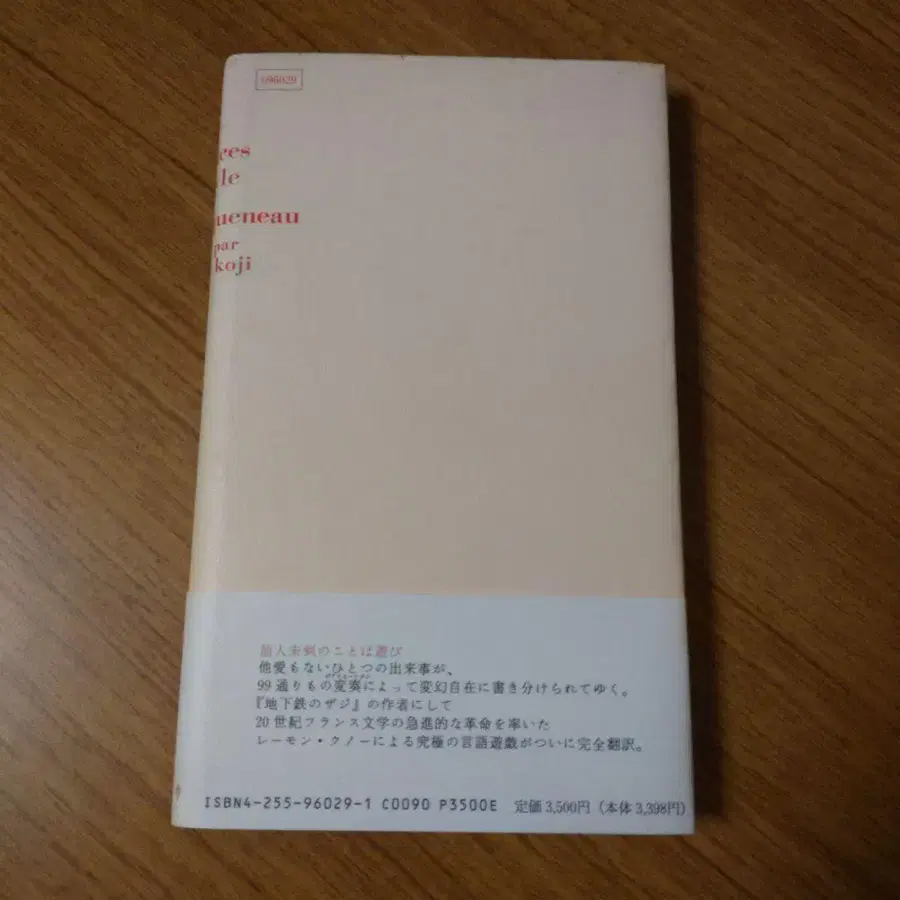 096029
ces
le
ueneau
par
koji
前人未到のことば遊び
他愛もないひとつの出来事が、
99通りもの変奏によって変幻自在に書き分けられてゆく。
『地下鉄のザジ』の作者にして
20世紀フランス文学の急進的な革命を率いた
レーモン・クノーによる究極の言語遊戯がついに完全翻訳。
ISBN4-255-96029-1 C0090 P3500E 定価3,500円(本体3,398円)